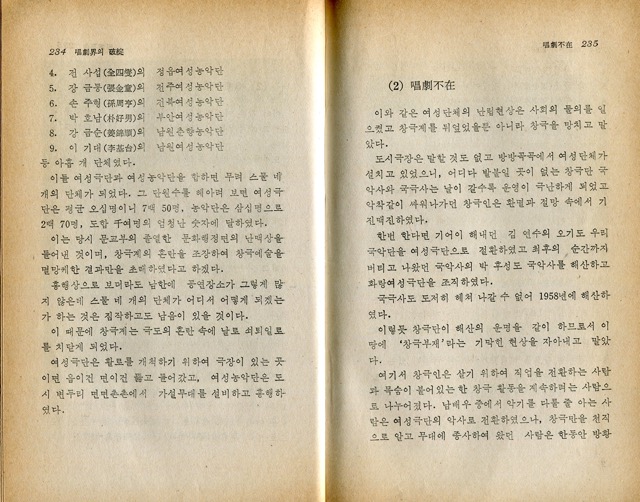 234 唱劇界의 破綻
4. 전 사섭(全四燮)의 정읍여성농악단
5. 강 금동(張金童)의 전주여성농악단
6. 손 주형(孫周亨)의 전북여성농악단
7. 박 호남(朴好男)의 부안여성농악단
8. 강 금순(姜錦順)의 남원춘향농악단
9. 이 기대(李基台)의 남원여성농악단
등 아홉 개 단체였다.
이들 여성국단과 여성농악단을 합하면 무려 스물 네
개의 단체가 되었다. 그 단원수를 헤아려 보면 여성극
단은 평균 오십명이니 7백 50명, 농악단은 삼십명으로
2백 70명, 도합 千여명의 엄청난 숫자에 달하였다.
이는 당시 문교부의 졸렬한 문화행정면의 난맥상을
들어낸 것이며, 창극계의 혼란을 조장하여 창극예술을
멸망케한 결과만을 초래하였다고 하겠다.
흥행상으로 보더라도 남한에 공연장소가 그렇게 많
지 않은데 스물 네 개의 단체가 어디서 어떻게 되겠는
가 하는 것은 짐작하고도 남음이 있을 것이다.
이 때문에 창극계는 극도의 혼란 속에 날로 쇠퇴일로
를 치닫게 되었다.
여성국단은 활로를 개척하기 위하여 극장이 있는 곳
이면 읍이건 면이건 뚫고 들어갔고, 여성농악단은 도
시 변두리 면면촌촌에서 가설무대를 설비하고 흥행하
였다.
唱劇不在 235
(2) 唱劇不在
이와 같은 여성단체의 난립현상은 사회의 물의를 일
으켰고 창극계를 뒤엎었을뿐 아니라 창극을 망치고 말
았다.
도시극장은 말할 것도 없고 방방곡곡에서 여성단체가
설치고 있었으니, 어디다 발붙일 곳이 없는 창극단 국
악사와 국극사는 날이 갈수록 운영이 극난하게 되었고
악착같이 싸워나가던 창극인은 환멸과 절망 속에서 기
진맥진하였다.
한번 한다면 기어이 해내던 김 연수의 오기도 우리
국악단을 여성국단으로 전환하였고 최후의 순간까지
버티고 나왔던 국악사의 박 후성도 국악사를 해산하고
화랑여성국단을 조직하였다.
국극사도 도저히 헤쳐 나갈 수 없어 1958년에 해산하
였다.
이렇듯 창극단이 해산의 운명을 같이 하므로서 이
땅에 ‘창극부재’라는 기막힌 현상을 자아내고 말았
다.
여기서 창극인은 살기 위하여 직업을 전환하는 사람
과 목숨이 붙어있는한 창극 활동을 계속하려는 사람으
로 나누어졌다. 남배우 중에서 악기를 다룰 줄 아는 사
람은 여성국단의 악사로 전환하였으나, 창극만을 천직
으로 알고 무대에 종사하여 왔던 사람은 한동안 방황